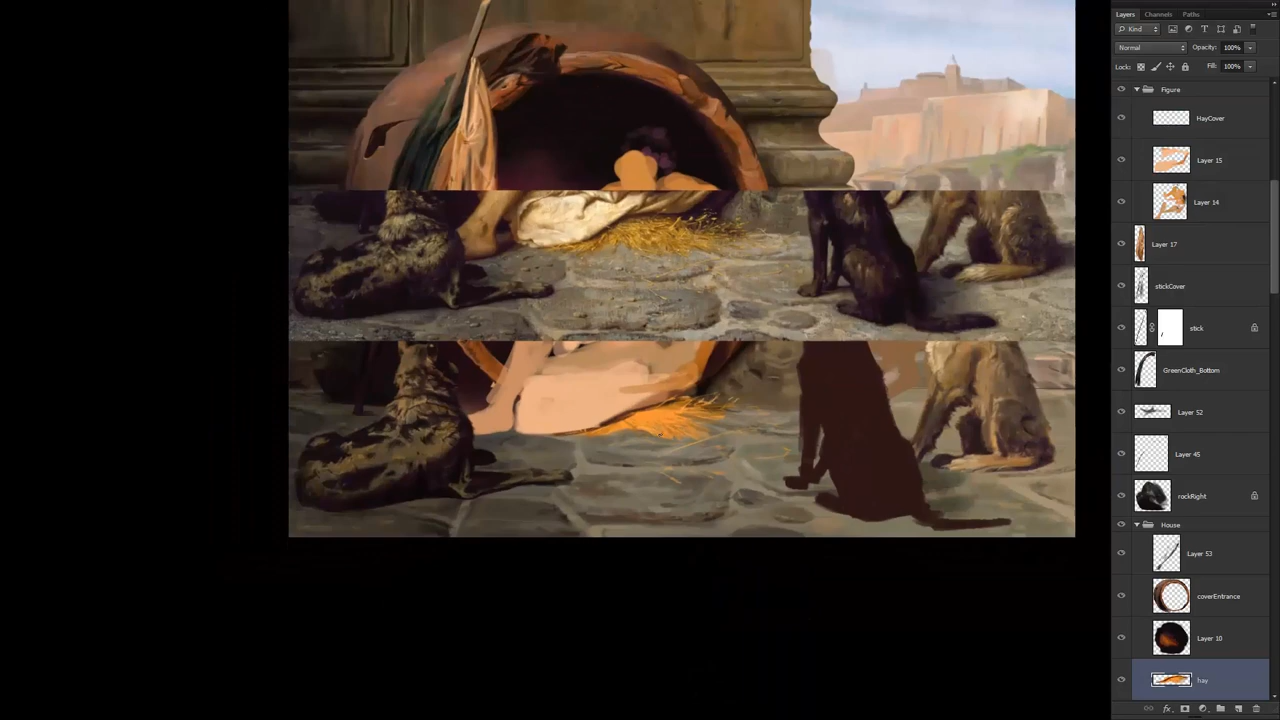 Layers Channels Paths
Kind
Normal Opacity: 100%
Lock: Fill: 100%
Figure
HayCover
Layer 15
Layer 14
Layer 17
stickCover
stick
GreenCloth_Bottom
Layer 52
Layer 45
rockRight
House
Layer 53
coverEntrance
Layer 10
hay
fx